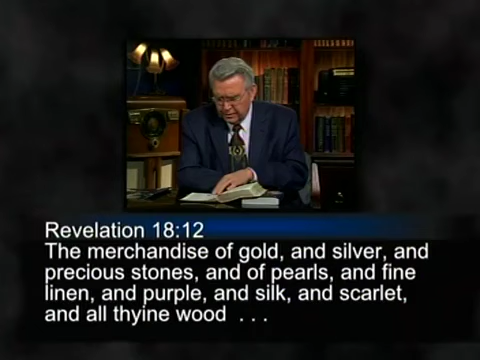 Revelation 18:12
The merchandise of gold, and silver, and
precious stones, and of pearls, and fine
linen, and purple, and silk, and scarlet,
and all thyine wood . . .